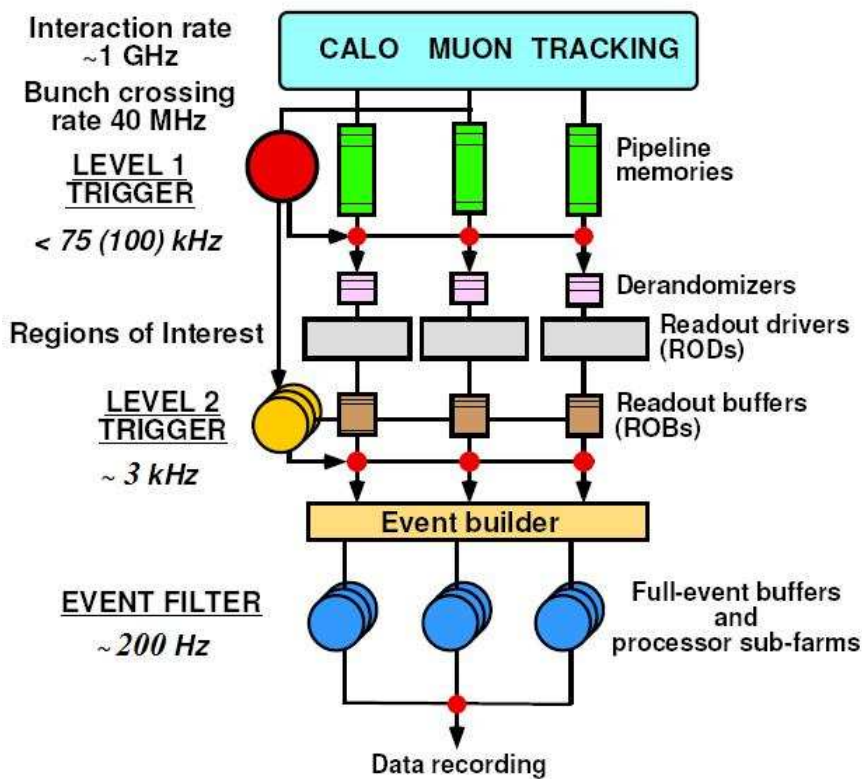 Interaction rate
~1 GHz
CALO MUON TRACKING
Bunch crossing
rate 40 MHz
LEVEL 1
TRIGGER
Pipeline
memories
< 75 (100) kHz
Derandomizers
Regions of Interest
Readout drivers
(RODs)
LEVEL 2
TRIGGER
Readout buffers
(ROBs)
~ 3 kHz
Event builder
EVENT FILTER
~ 200 Hz
Full-event buffers
and
processor sub-farms
Data recording